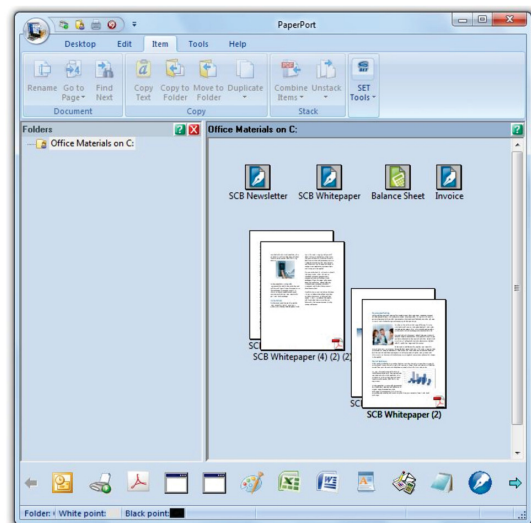 PaperPort
Desktop Edit Item Tools Help
Rename Go to Page Find Next Copy Text Copy to Folder Move to Folder Duplicate Combine Items Unstack SET Tools
Document Copy Stack
Folders Office Materials on C:
Office Materials on C:
SCB Newsletter SCB Whitepaper Balance Sheet Invoice
SC
SCB Whitepaper (4) (2) (2)
SC
SCB Whitepaper (2)
Folder: White point: Black point: